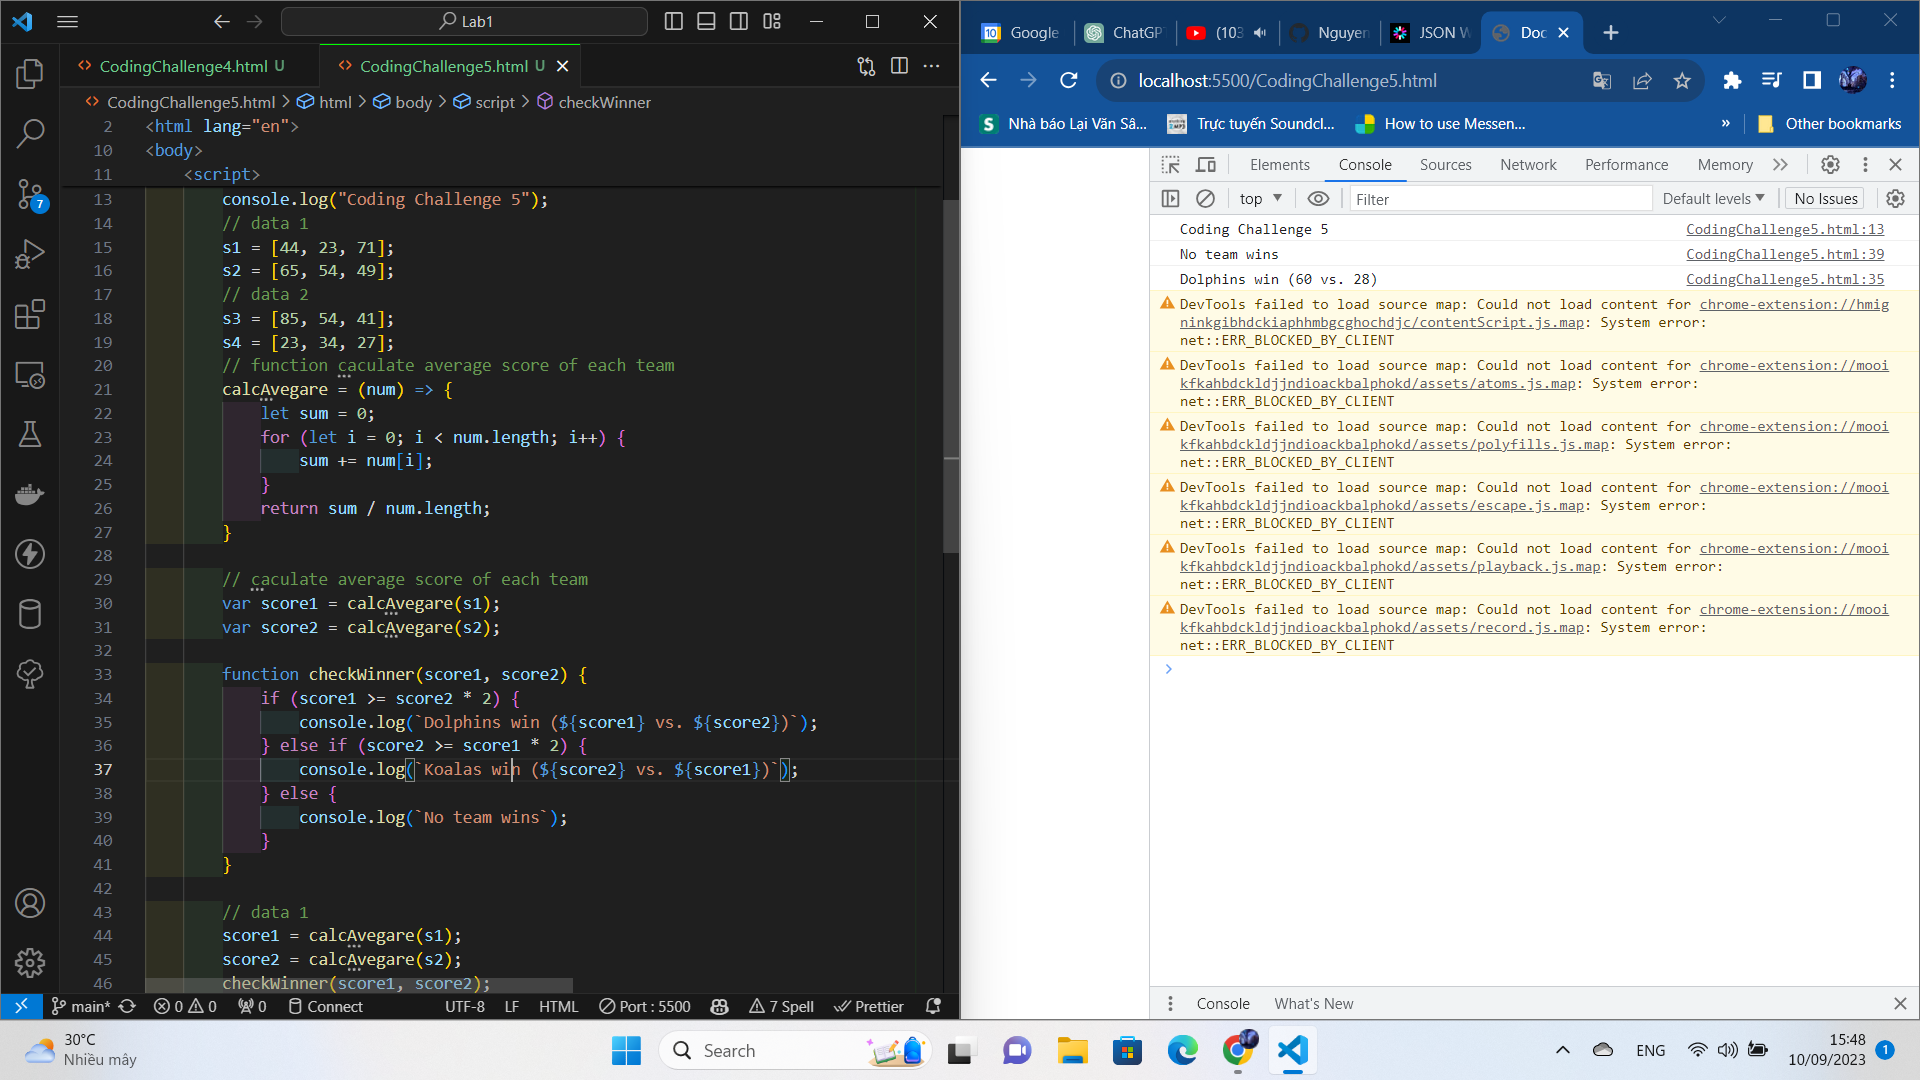 Lab1
CodingChallenge4.html U
CodingChallenge5.html U
CodingChallenge5.html > html > body > script > checkWinner
2 <html lang="en">
10 <body>
11 <script>
13 console.log("Coding Challenge 5");
14 // data 1
15 s1 = [44, 23, 71];
16 s2 = [65, 54, 49];
17 // data 2
18 s3 = [85, 54, 41];
19 s4 = [23, 34, 27];
20 // function caculate average score of each team
21 calcAvegare = (num) => {
22 let sum = 0;
23 for (let i = 0; i < num.length; i++) {
24 sum += num[i];
25 }
26 return sum / num.length;
27 }
28
29 // caculate average score of each team
30 var score1 = calcAvegare(s1);
31 var score2 = calcAvegare(s2);
32
33 function checkWinner(score1, score2) {
34 if (score1 >= score2 * 2) {
35 console.log(`Dolphins win (${score1} vs. ${score2})`);
36 } else if (score2 >= score1 * 2) {
37 console.log(`Koalas win (${score2} vs. ${score1})`);
38 } else {
39 console.log(`No team wins`);
40 }
41 }
42
43 // data 1
44 score1 = calcAvegare(s1);
45 score2 = calcAvegare(s2);
46 checkWinner(score1, score2);
7
main* 0 0 0 Connect UTF-8 LF HTML Port : 5500 7 Spell Prettier
10 Google
ChatGP
(103
Nguyen
JSON W
Doc
localhost:5500/CodingChallenge5.html
S Nhà báo Lại Văn Sâ... Trực tuyến Soundcl... How to use Messen... » Other bookmarks
Elements Console Sources Network Performance Memory
top Filter Default levels No Issues
Coding Challenge 5 CodingChallenge5.html:13
No team wins CodingChallenge5.html:39
Dolphins win (60 vs. 28) CodingChallenge5.html:35
DevTools failed to load source map: Could not load content for chrome-extension://hmig
ninkgibhdckiaphhmbgcghochdjc/contentScript.js.map: System error:
net::ERR_BLOCKED_BY_CLIENT
DevTools failed to load source map: Could not load content for chrome-extension://mooi
kfkahbdckldjjndioackbalphokd/assets/atoms.js.map: System error:
net::ERR_BLOCKED_BY_CLIENT
DevTools failed to load source map: Could not load content for chrome-extension://mooi
kfkahbdckldjjndioackbalphokd/assets/polyfills.js.map: System error:
net::ERR_BLOCKED_BY_CLIENT
DevTools failed to load source map: Could not load content for chrome-extension://mooi
kfkahbdckldjjndioackbalphokd/assets/escape.js.map: System error:
net::ERR_BLOCKED_BY_CLIENT
DevTools failed to load source map: Could not load content for chrome-extension://mooi
kfkahbdckldjjndioackbalphokd/assets/playback.js.map: System error:
net::ERR_BLOCKED_BY_CLIENT
DevTools failed to load source map: Could not load content for chrome-extension://mooi
kfkahbdckldjjndioackbalphokd/assets/record.js.map: System error:
net::ERR_BLOCKED_BY_CLIENT
Console What's New
30°C
Nhiều mây
Search
ENG
15:48
10/09/2023
1